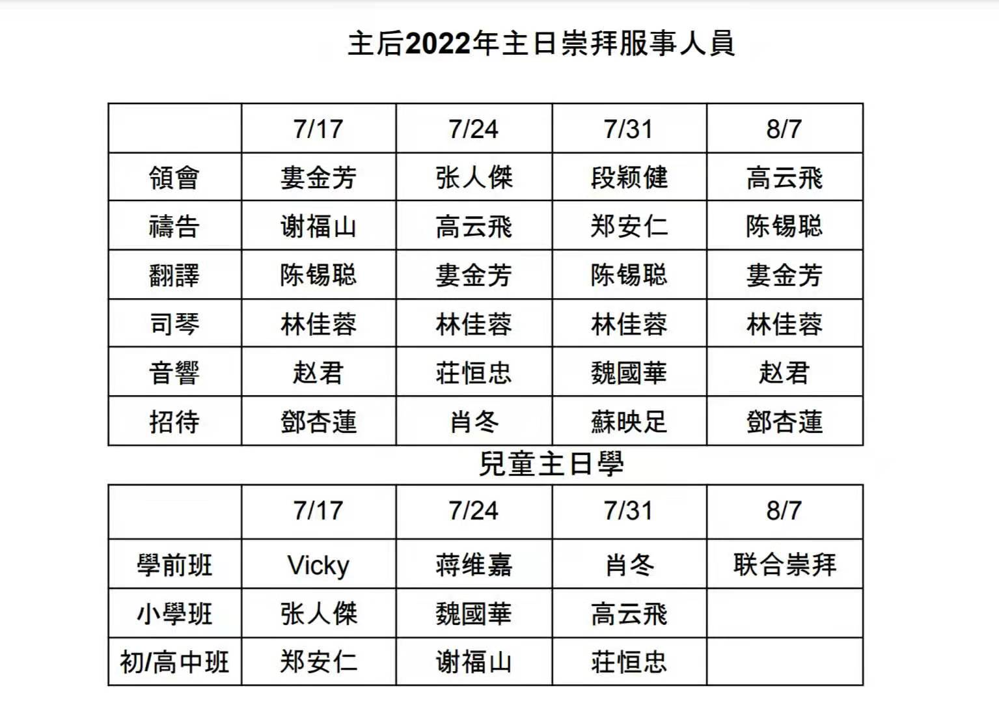 主后2022年主日崇拜服事人員
7/17 7/24 7/31 8/7
領會 婁金芳 张人傑 段颖健 高云飛
禱告 谢福山 高云飛 郑安仁 陈锡聪
翻譯 陈锡聪 婁金芳 陈锡聪 婁金芳
司琴 林佳蓉 林佳蓉 林佳蓉 林佳蓉
音響 赵君 莊恒忠 魏國華 赵君
招待 鄧杏蓮 肖冬 蘇映足 鄧杏蓮
兒童主日學
7/17 7/24 7/31 8/7
學前班 Vicky 蒋维嘉 肖冬 联合崇拜
小學班 张人傑 魏國華 高云飛
初/高中班 郑安仁 谢福山 莊恒忠